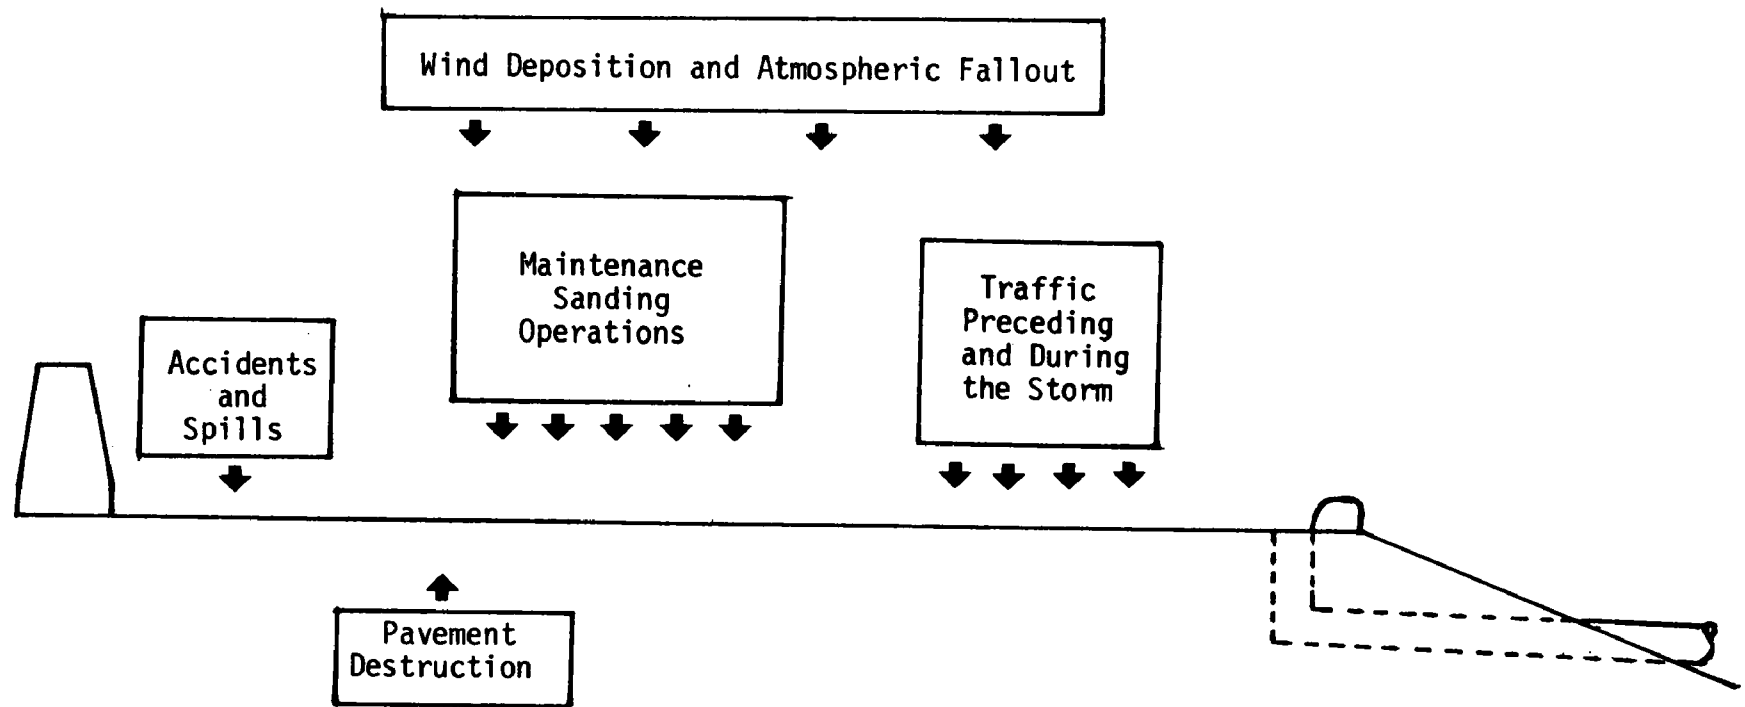 Wind Deposition and Atmospheric Fallout
Maintenance
Sanding
Operations
Traffic
Preceding
and During
the Storm
Accidents
and
Spills
Pavement
Destruction